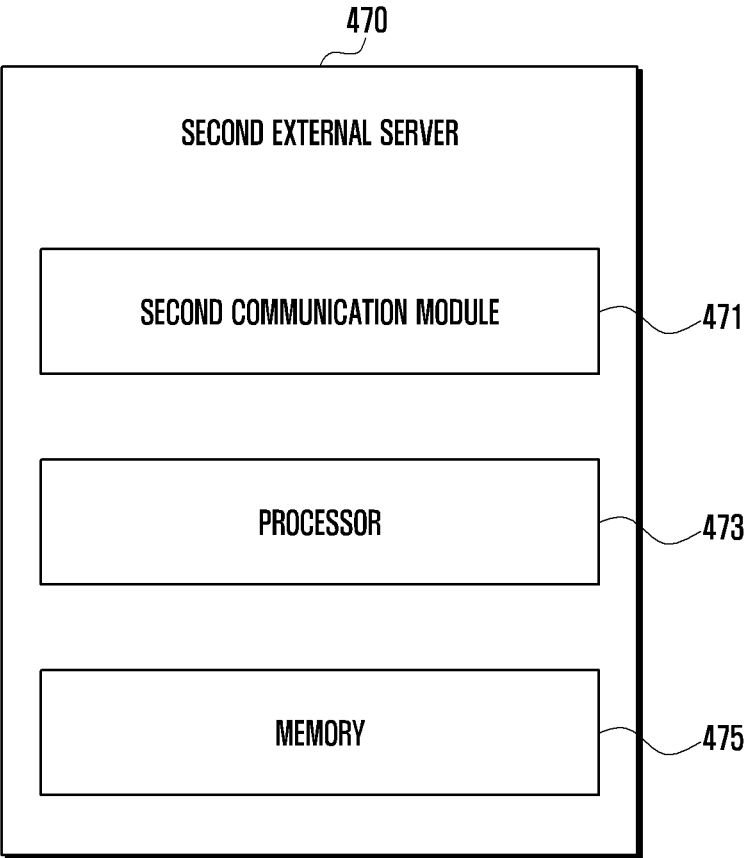 470
SECOND EXTERNAL SERVER
SECOND COMMUNICATION MODULE
471
PROCESSOR
473
MEMORY
475